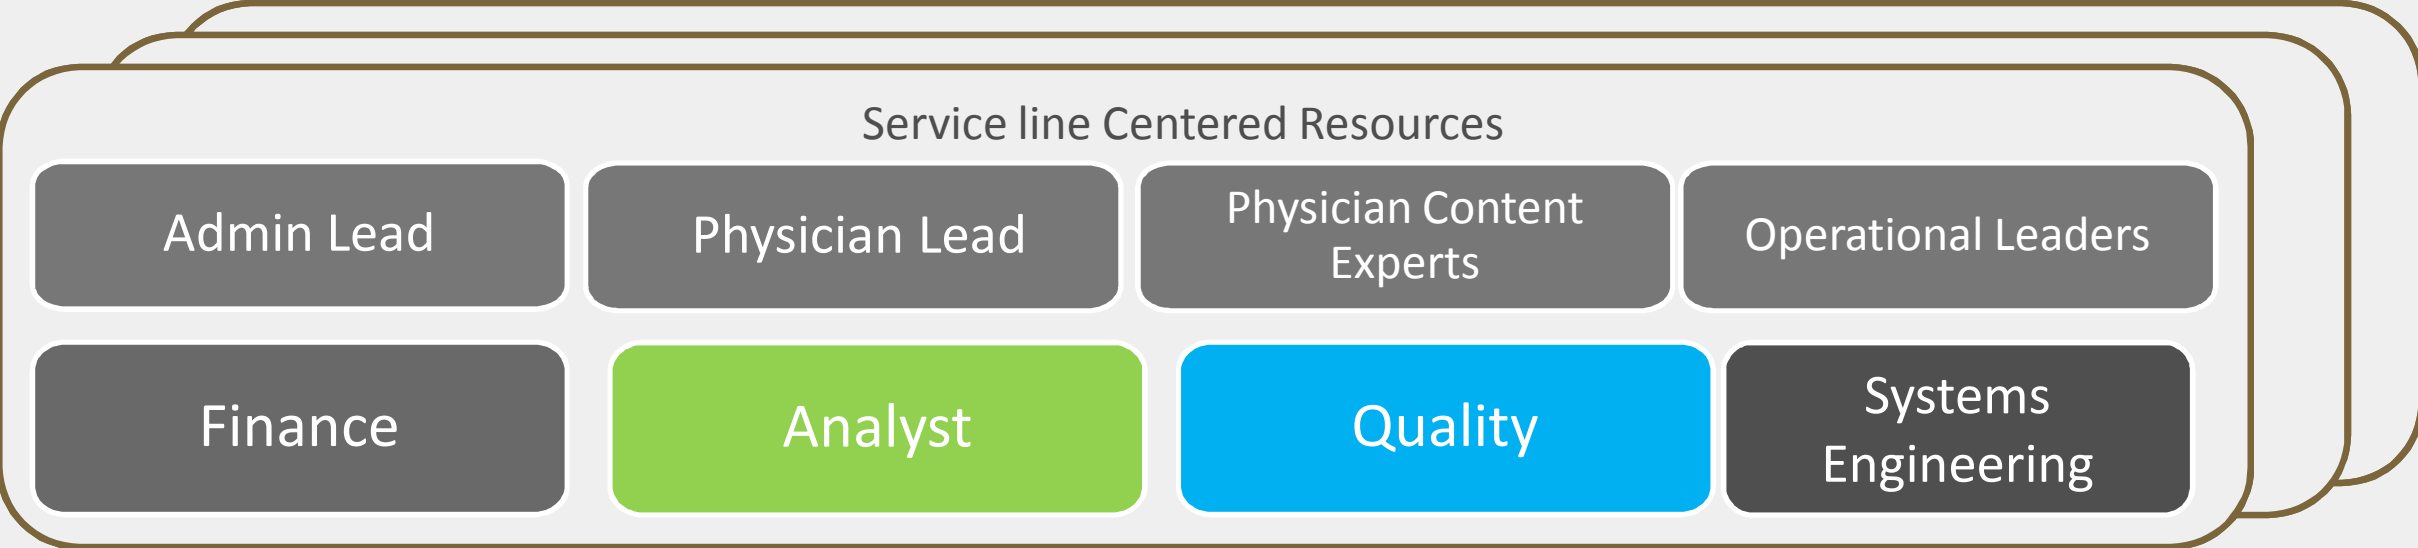 Service line Centered Resources
Admin Lead
Physician Lead
Physician Content
Experts
Operational Leaders
Finance
Analyst
Quality
Systems
Engineering